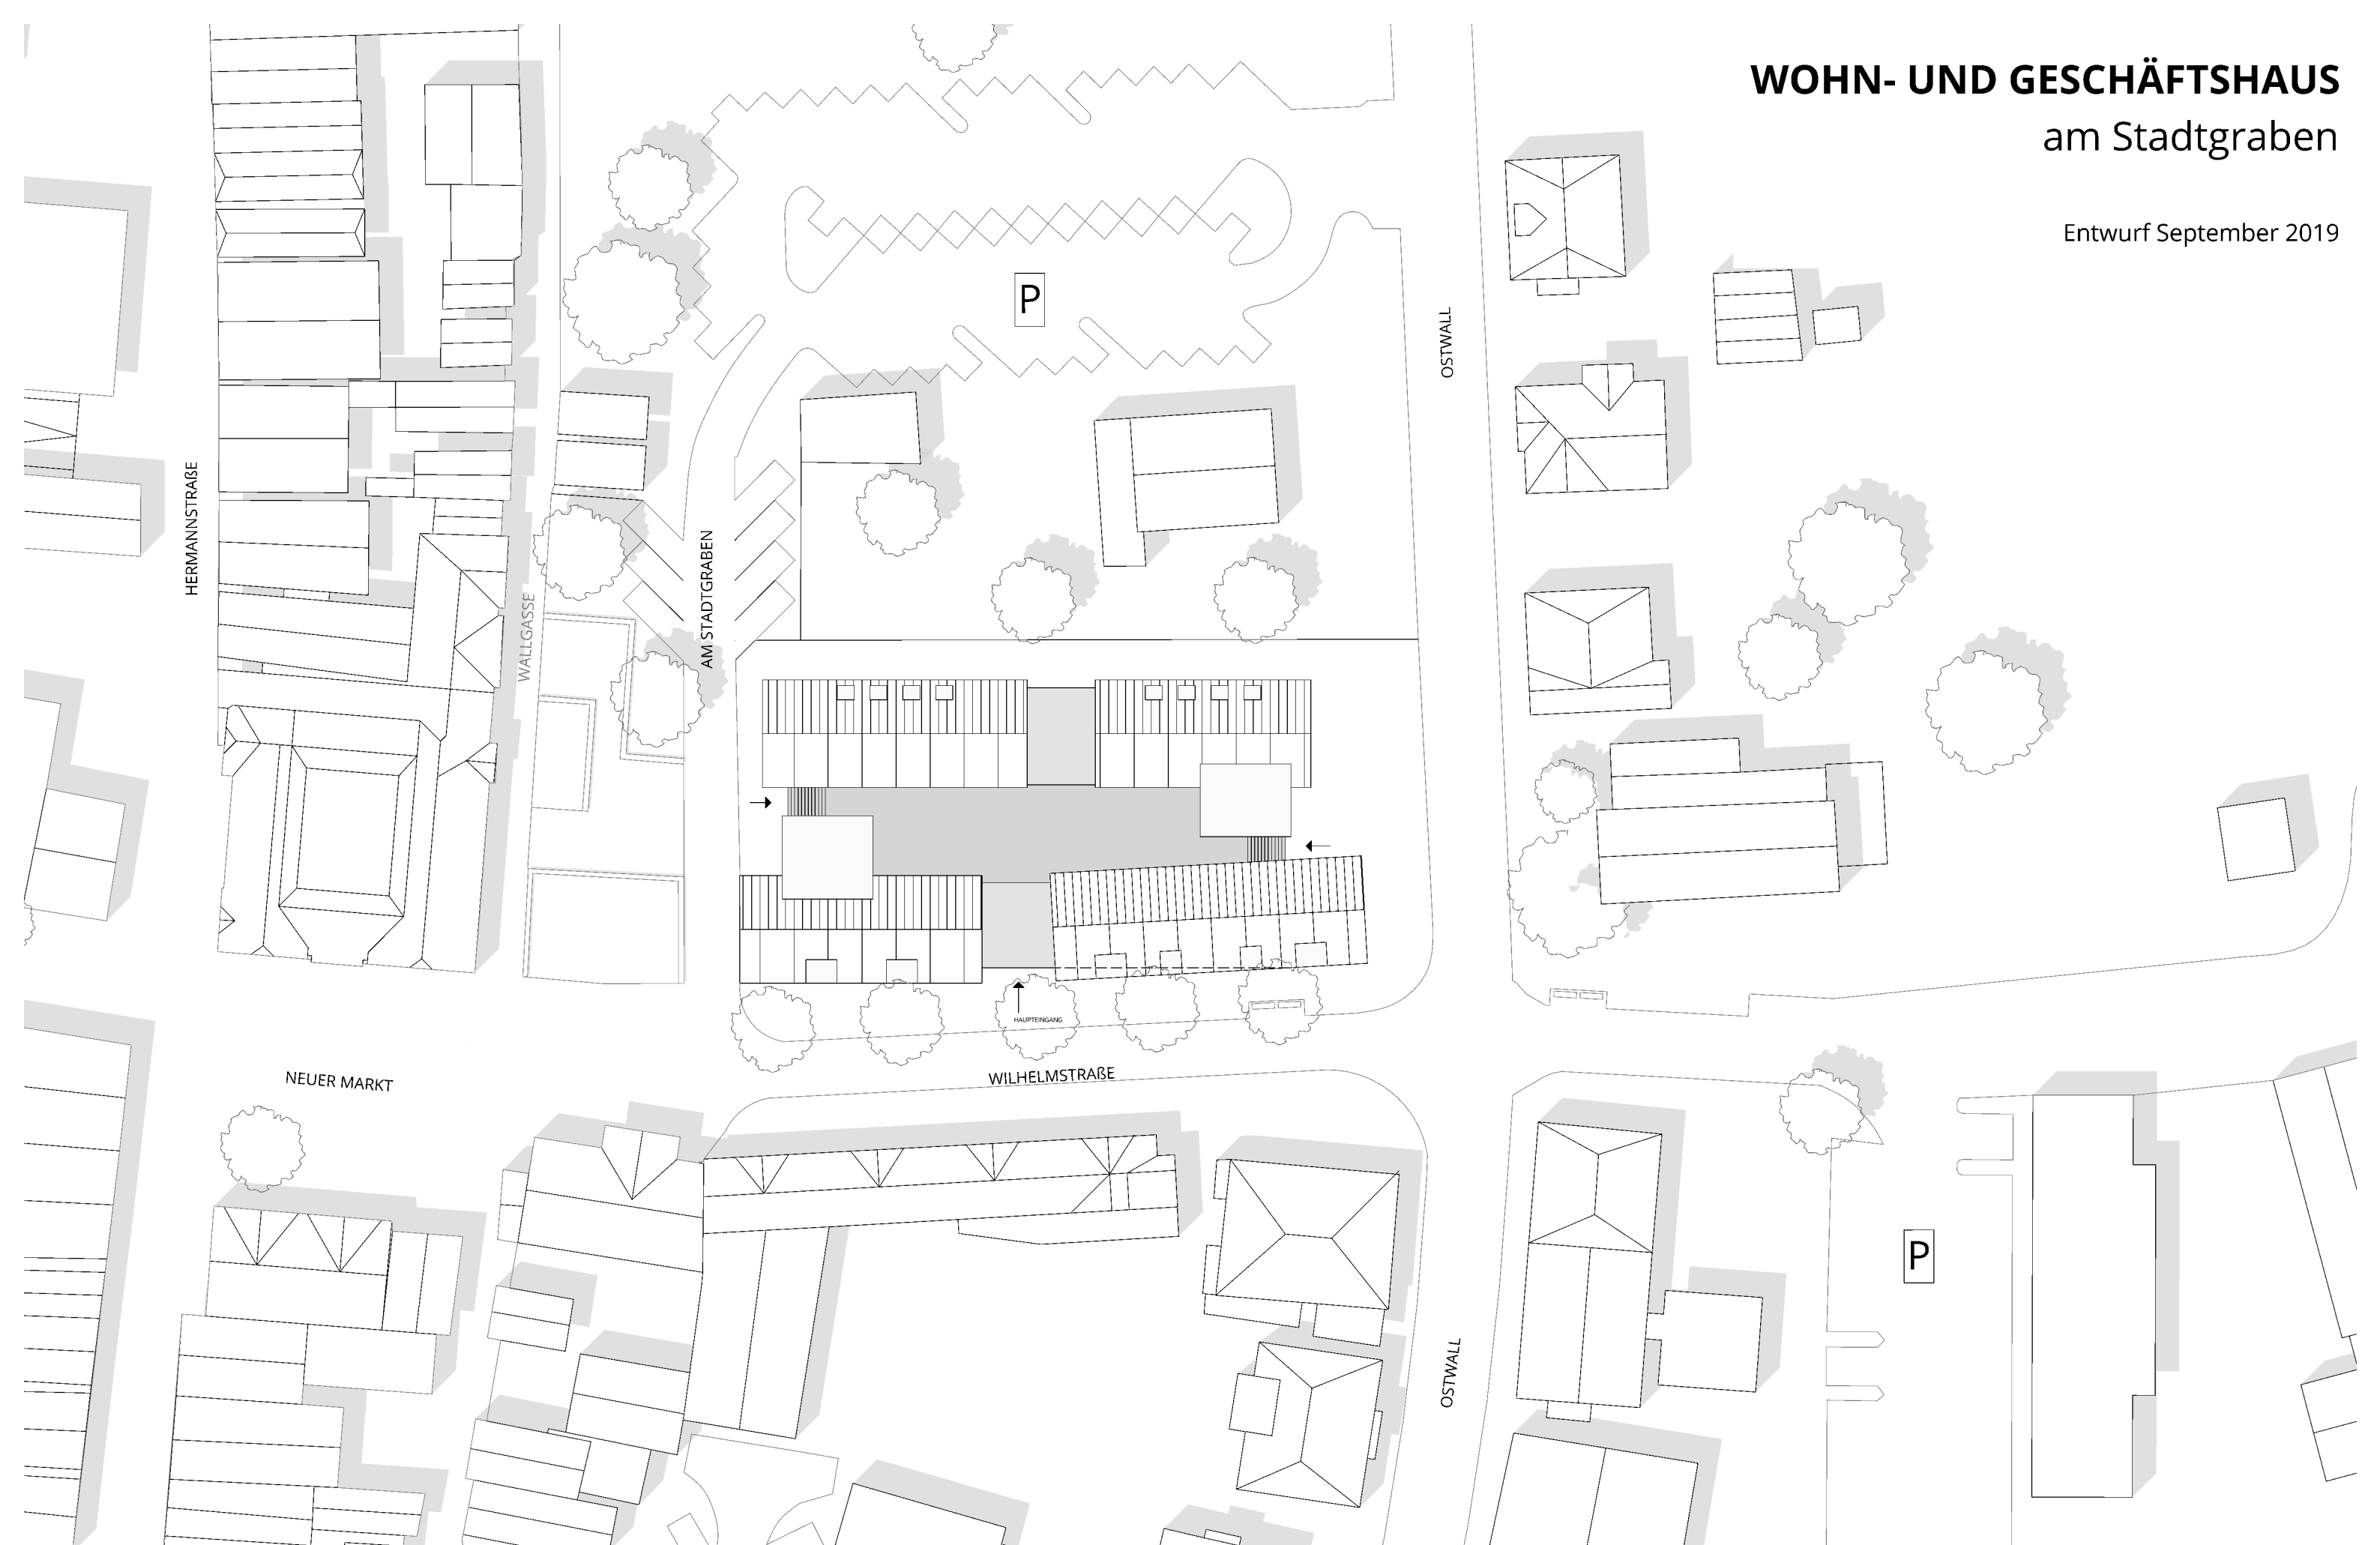 WOHN- UND GESCHÄFTSHAUS
am Stadtgraben
Entwurf September 2019
P
OSTWALL
HERMANNSTRAßE
WALLGASSE
AM STADTGRABEN
HAUPTEINGANG
NEUER MARKT
WILHELMSTRAßE
P
OSTWALL